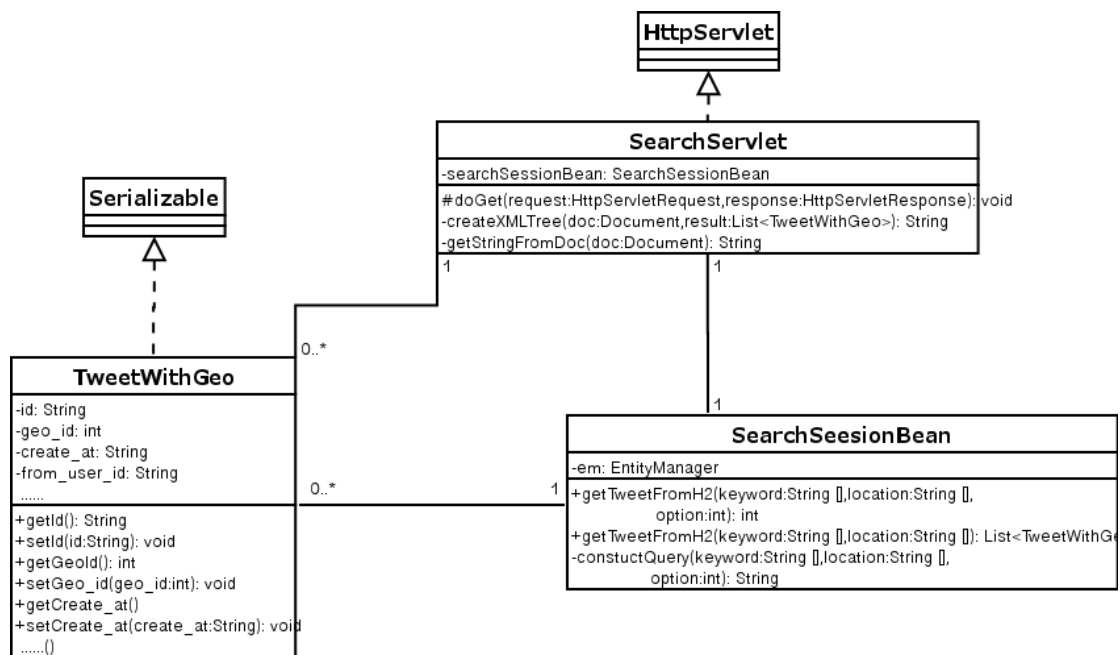 HttpServlet
SearchServlet
-searchSessionBean: SearchSessionBean
#doGet(request:HttpServletRequest,response:HttpServletResponse): void
-createXMLTree(doc:Document,result:List<TweetWithGeo>): String
-getStringFromDoc(doc:Document): String
Serializable
1
1
0..*
TweetWithGeo
-id: String
-geo_id: int
-create_at: String
-from_user_id: String
......
+getId(): String
+setId(id:String): void
+getGeoId(): int
+setGeo_id(geo_id:int): void
+getCreate_at()
+setCreate_at(create_at:String): void
......()
0..*
1
1
SearchSeesionBean
-em: EntityManager
+getTweetFromH2(keyword:String [],location:String [],
option:int): int
+getTweetFromH2(keyword:String [],location:String []): List<TweetWithGe
-constuctQuery(keyword:String [],location:String [],
option:int): String